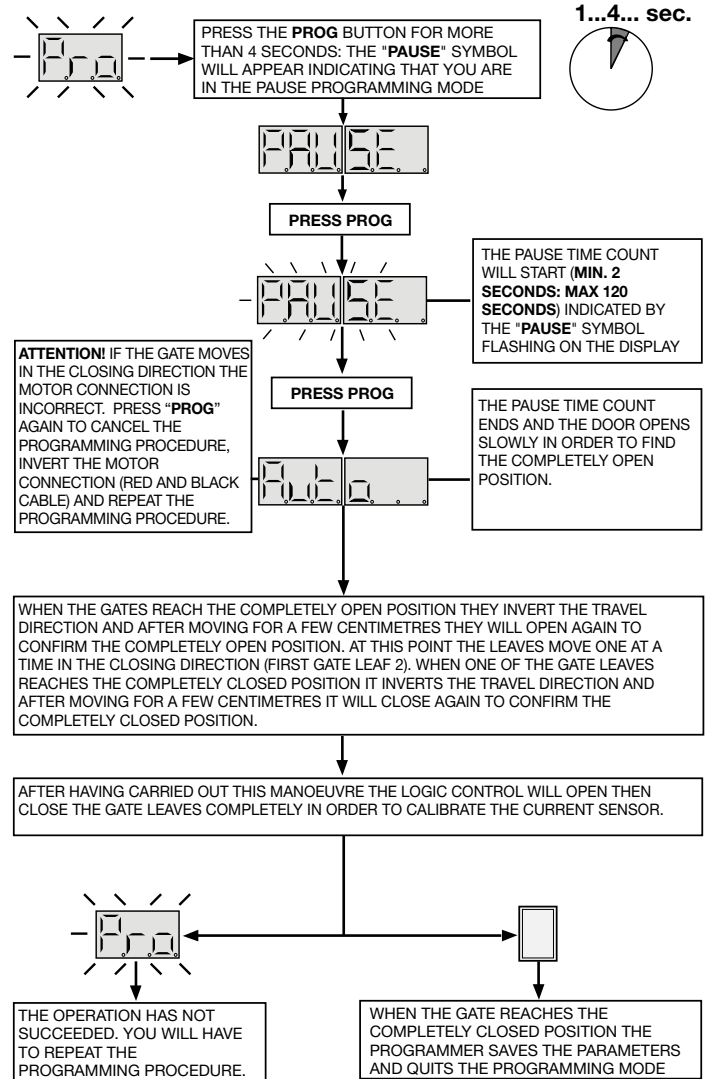 1...4... sec.
Pro
PRESS THE PROG BUTTON FOR MORE
THAN 4 SECONDS: THE "PAUSE" SYMBOL
WILL APPEAR INDICATING THAT YOU ARE
IN THE PAUSE PROGRAMMING MODE
PAUSE
PRESS PROG
PAUSE
THE PAUSE TIME COUNT
WILL START (MIN. 2
SECONDS: MAX 120
SECONDS) INDICATED BY
THE "PAUSE" SYMBOL
FLASHING ON THE DISPLAY
ATTENTION! IF THE GATE MOVES
IN THE CLOSING DIRECTION THE
MOTOR CONNECTION IS
INCORRECT. PRESS “PROG”
AGAIN TO CANCEL THE
PROGRAMMING PROCEDURE,
INVERT THE MOTOR
CONNECTION (RED AND BLACK
CABLE) AND REPEAT THE
PROGRAMMING PROCEDURE.
PRESS PROG
Auto
THE PAUSE TIME COUNT
ENDS AND THE DOOR OPENS
SLOWLY IN ORDER TO FIND
THE COMPLETELY OPEN
POSITION.
WHEN THE GATES REACH THE COMPLETELY OPEN POSITION THEY INVERT THE TRAVEL
DIRECTION AND AFTER MOVING FOR A FEW CENTIMETRES THEY WILL OPEN AGAIN TO
CONFIRM THE COMPLETELY OPEN POSITION. AT THIS POINT THE LEAVES MOVE ONE AT A
TIME IN THE CLOSING DIRECTION (FIRST GATE LEAF 2). WHEN ONE OF THE GATE LEAVES
REACHES THE COMPLETELY CLOSED POSITION IT INVERTS THE TRAVEL DIRECTION AND
AFTER MOVING FOR A FEW CENTIMETRES IT WILL CLOSE AGAIN TO CONFIRM THE
COMPLETELY CLOSED POSITION.
AFTER HAVING CARRIED OUT THIS MANOEUVRE THE LOGIC CONTROL WILL OPEN THEN
CLOSE THE GATE LEAVES COMPLETELY IN ORDER TO CALIBRATE THE CURRENT SENSOR.
Pro
THE OPERATION HAS NOT
SUCCEEDED. YOU WILL HAVE
TO REPEAT THE
PROGRAMMING PROCEDURE.
WHEN THE GATE REACHES THE
COMPLETELY CLOSED POSITION THE
PROGRAMMER SAVES THE PARAMETERS
AND QUITS THE PROGRAMMING MODE